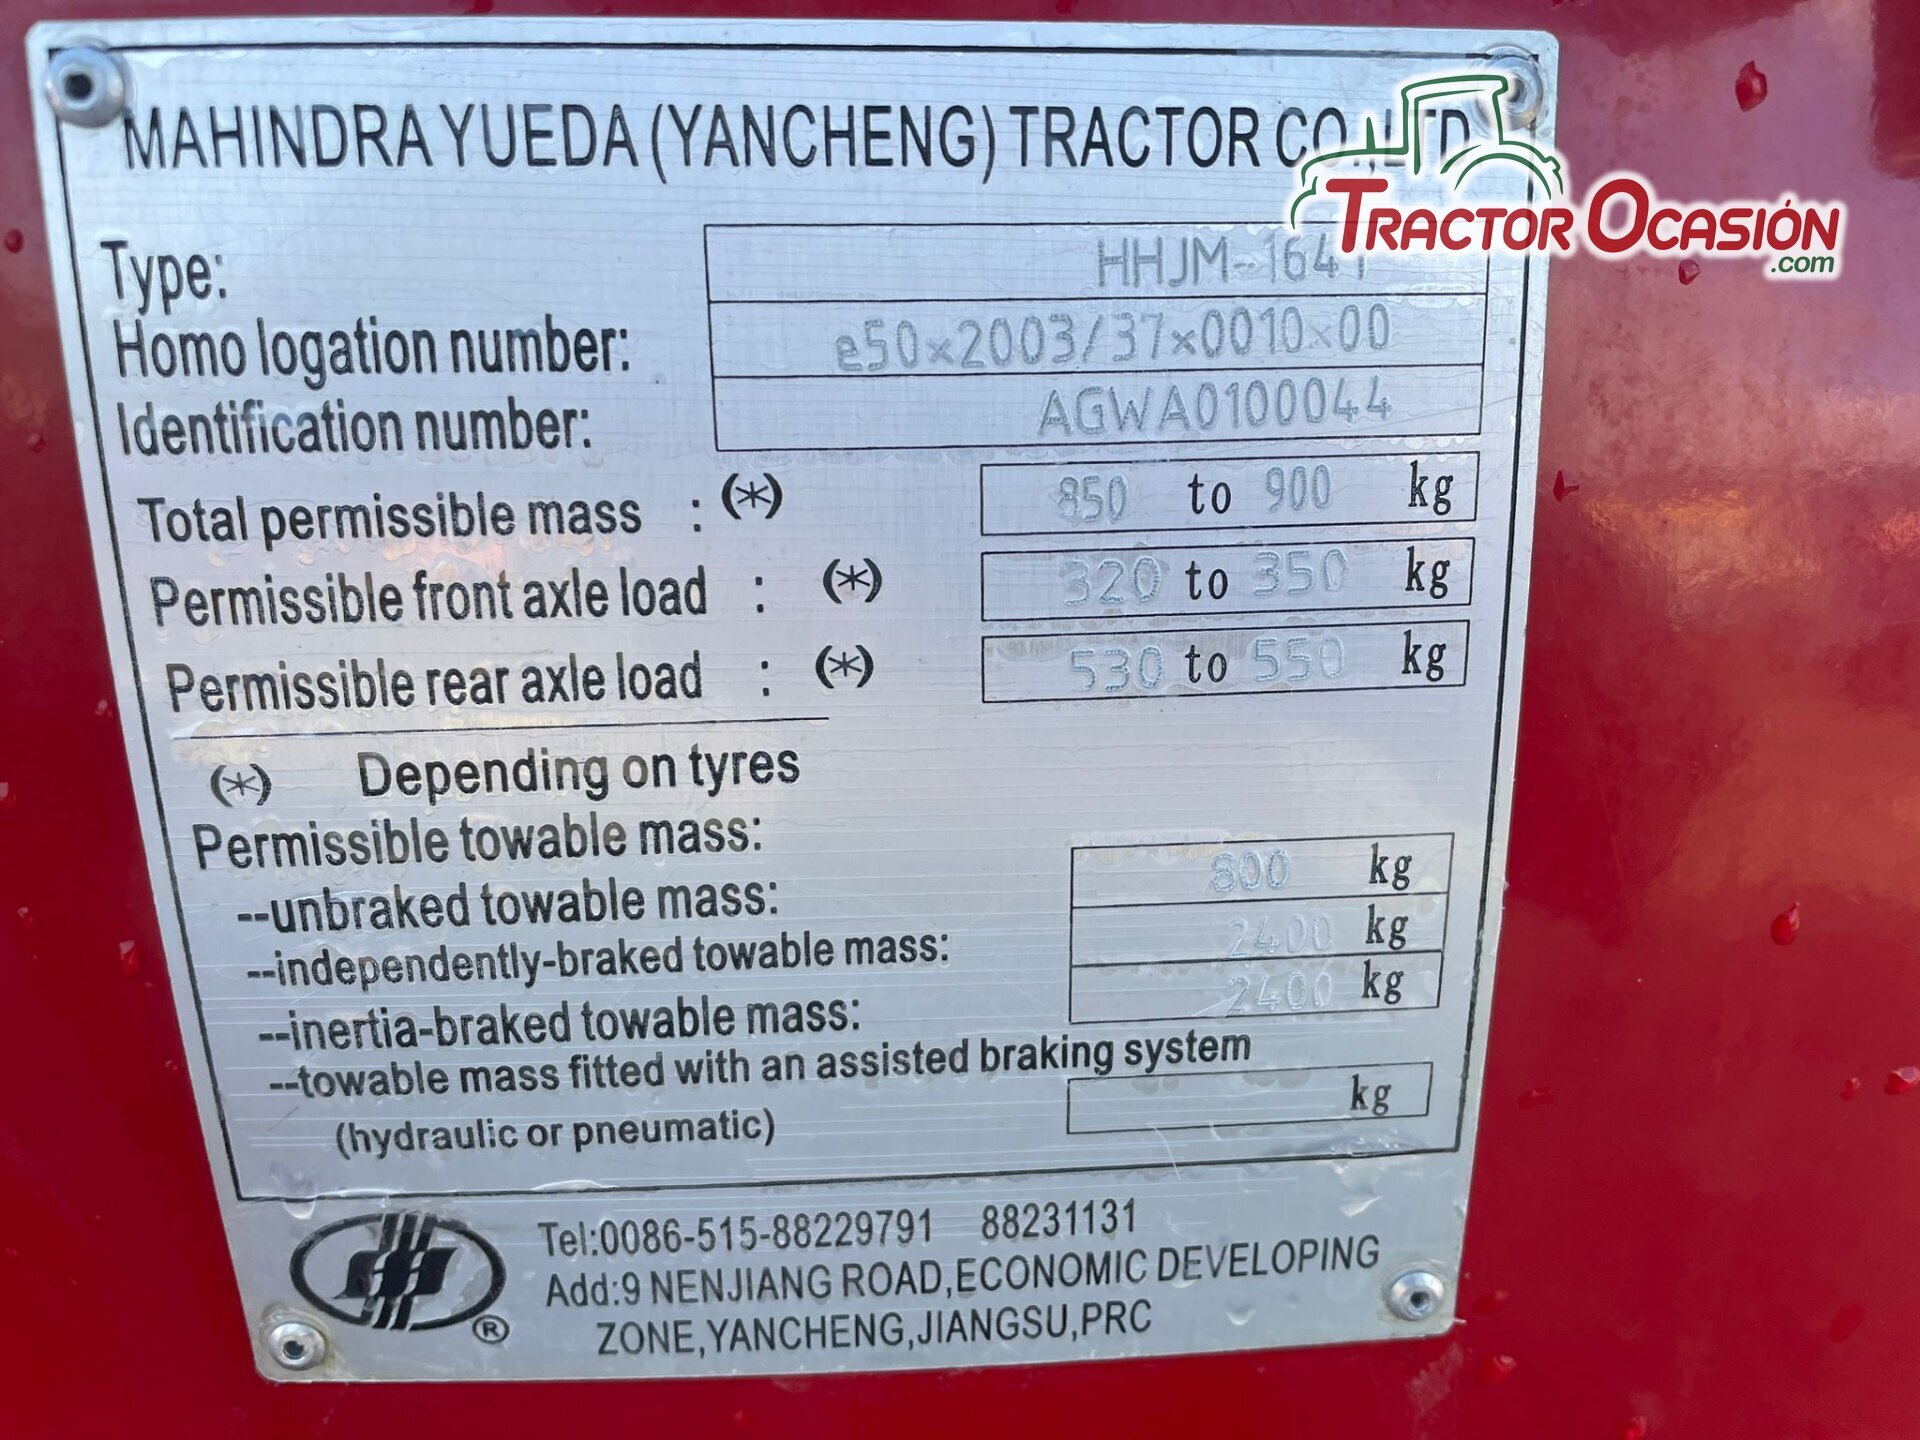 MAHINDRA YUEDA (YANCHENG) TRACTOR CO.,LTD
TRACTOR OCASIÓN
.com
Type: HHJM-164Y
Homo logation number: e50×2003/37×0010×00
Identification number: AGWA0100044
Total permissible mass : (*) 850 to 900 kg
Permissible front axle load : (*) 320 to 350 kg
Permissible rear axle load : (*) 530 to 550 kg
(*) Depending on tyres
Permissible towable mass:
--unbraked towable mass: 800 kg
--independently-braked towable mass: 2400 kg
--inertia-braked towable mass: 2400 kg
--towable mass fitted with an assisted braking system
(hydraulic or pneumatic) kg
Tel:0086-515-88229791 88231131
Add:9 NENJIANG ROAD,ECONOMIC DEVELOPING
ZONE,YANCHENG,JIANGSU,PRC
®